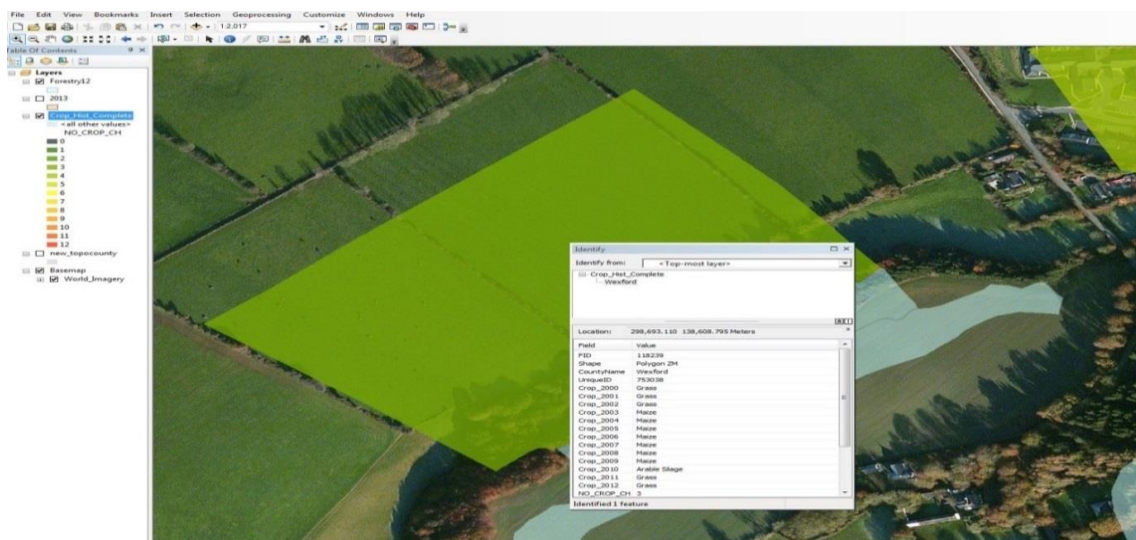 File Edit View Bookmarks Insert Selection Geoprocessing Customize Windows Help
1:2,017
Table Of Contents
Layers
Forestry12
2013
Crop_Hist_Complete
<all other values>
NO_CROP_CH
0
1
2
3
4
5
6
7
8
9
10
11
12
new_topocounty
Basemap
World_Imagery
Identify
Identify from: <Top-most layer>
Crop_Hist_Complete
Wexford
Location: 298,693.110 138,608.795 Meters
Field Value
FID 118239
Shape Polygon ZM
CountyName Wexford
UniqueID 753038
Crop_2000 Grass
Crop_2001 Grass
Crop_2002 Grass
Crop_2003 Maize
Crop_2004 Maize
Crop_2005 Maize
Crop_2006 Maize
Crop_2007 Maize
Crop_2008 Maize
Crop_2009 Maize
Crop_2010 Arable Silage
Crop_2011 Grass
Crop_2012 Grass
NO_CROP_CH 3
Identified 1 feature